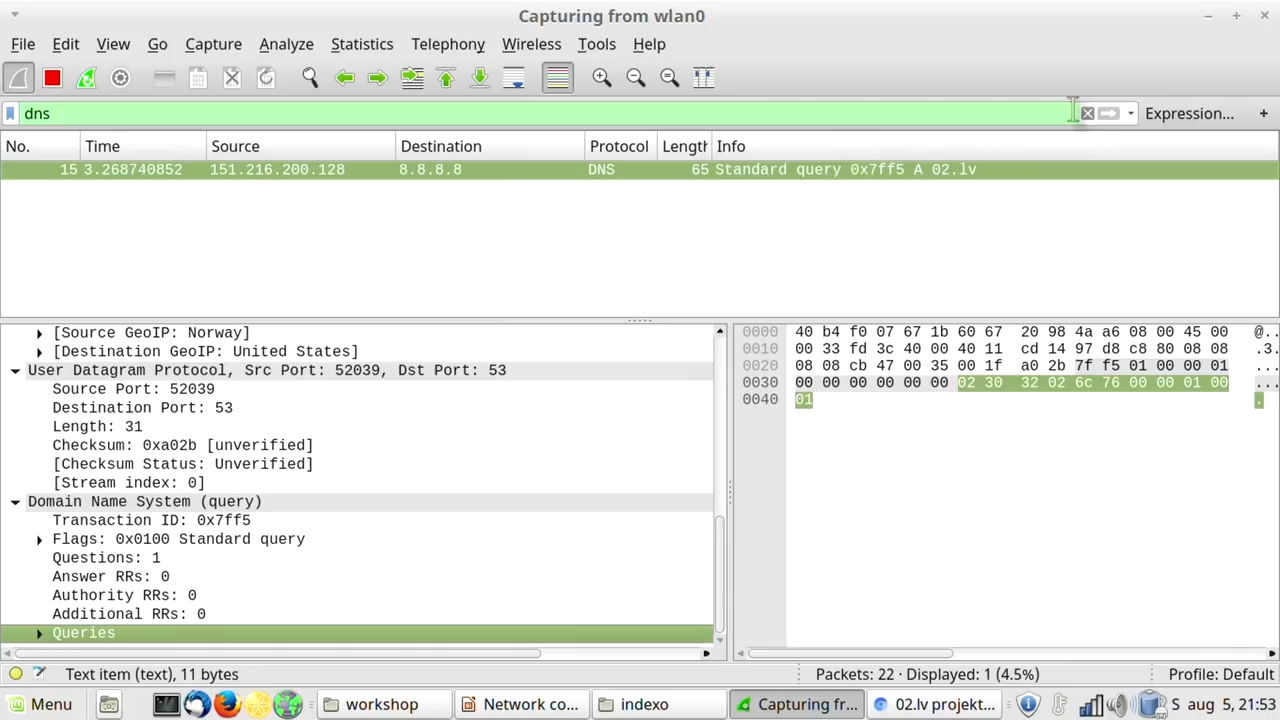 Capturing from wlan0
File Edit View Go Capture Analyze Statistics Telephony Wireless Tools Help
dns Expression... +
No. Time Source Destination Protocol Length Info
15 3.268740852 151.216.200.128 8.8.8.8 DNS 65 Standard query 0x7ff5 A 02.lv
[Source GeoIP: Norway]
[Destination GeoIP: United States]
User Datagram Protocol, Src Port: 52039, Dst Port: 53
Source Port: 52039
Destination Port: 53
Length: 31
Checksum: 0xa02b [unverified]
[Checksum Status: Unverified]
[Stream index: 0]
Domain Name System (query)
Transaction ID: 0x7ff5
Flags: 0x0100 Standard query
Questions: 1
Answer RRs: 0
Authority RRs: 0
Additional RRs: 0
Queries
0000 40 b4 f0 07 67 1b 60 67 20 98 4a a6 08 00 45 00 @..
0010 00 33 fd 3c 40 00 40 11 cd 14 97 d8 c8 80 08 08 .3.
0020 08 08 cb 47 00 35 00 1f a0 2b 7f f5 01 00 00 01 ...
0030 00 00 00 00 00 00 02 30 32 02 6c 76 00 00 01 00 ...
0040 01 .
Text item (text), 11 bytes Packets: 22 · Displayed: 1 (4.5%) Profile: Default
Menu workshop Network co... indexo Capturing fr... 02.lv projekt... S aug 5, 21:53